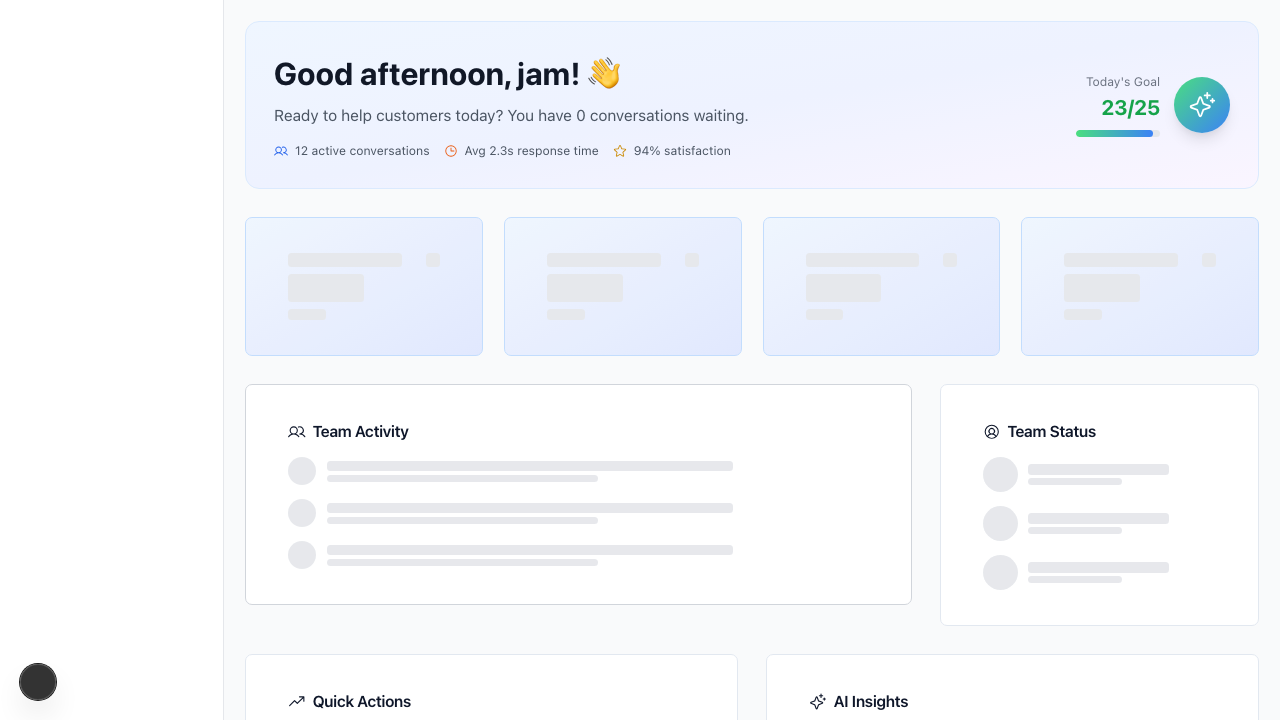 Good afternoon, jam! 👋
Ready to help customers today? You have 0 conversations waiting.
12 active conversations
Avg 2.3s response time
94% satisfaction
Today's Goal
23/25
Team Activity
Team Status
Quick Actions
AI Insights